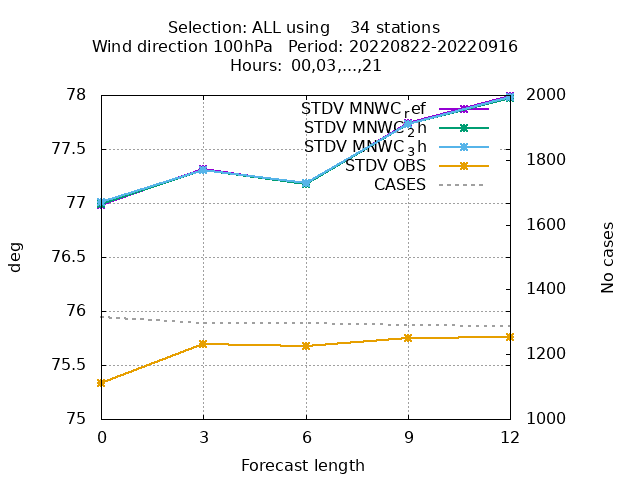 Selection: ALL using    34 stations
Wind direction 100hPa   Period: 20220822-20220916
Hours:  00,03,...,21
78
77.5
77
76.5
76
75.5
75
deg
STDV MNWC_ref
STDV MNWC_2h
STDV MNWC_3h
STDV OBS
CASES
2000
1800
1600
1400
1200
1000
No cases
0 3 6 9 12
Forecast length